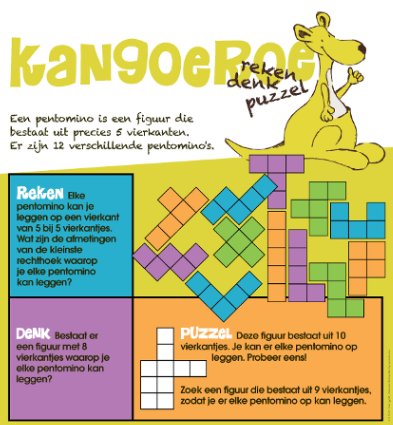 KANGOEROE
reken
denk
puzzel
Een pentomino is een figuur die
bestaat uit precies 5 vierkanten.
Er zijn 12 verschillende pentomino's.
REKEN Elke
pentomino kan je
leggen op een vierkant
van 5 bij 5 vierkantjes.
Wat zijn de afmetingen
van de kleinste
rechthoek waarop
je elke pentomino
kan leggen?
DENK Bestaat er
een figuur met 8
vierkantjes waarop je
elke pentomino kan
leggen?
PUZZEL Deze figuur bestaat uit 10
vierkantjes. Je kan er elke pentomino op
leggen. Probeer eens!
Zoek een figuur die bestaat uit 9 vierkantjes,
zodat je er elke pentomino op kan leggen.